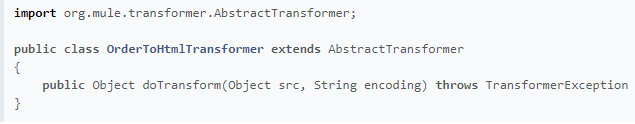 import org.mule.transformer.AbstractTransformer;
public class OrderToHtmlTransformer extends AbstractTransformer
{
public Object doTransform(Object src, String encoding) throws TransformerException
}